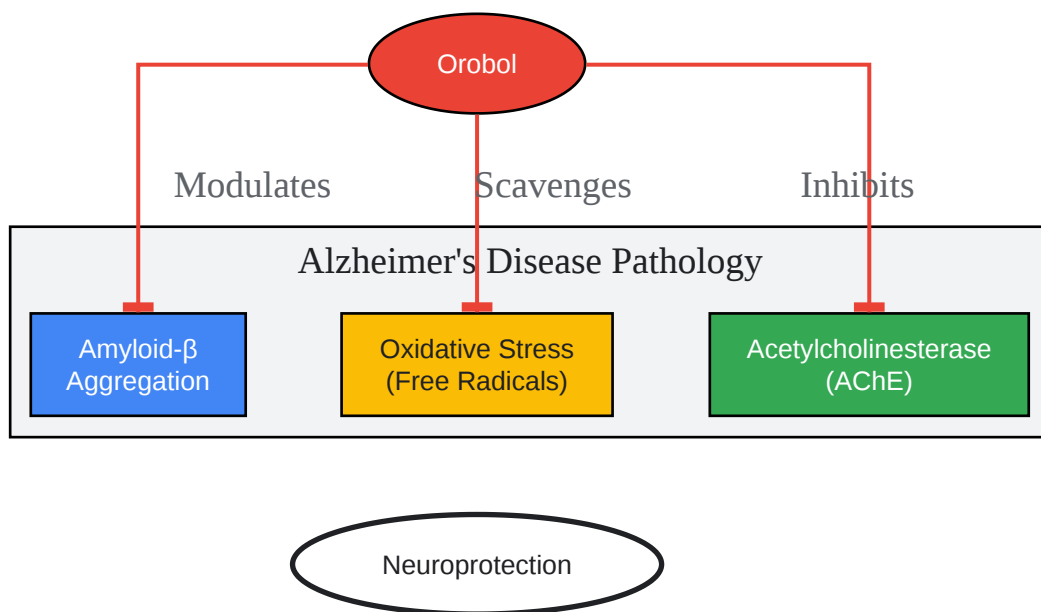 Orobol
Modulates
Scavenges
Inhibits
Alzheimer's Disease Pathology
Amyloid-β
Aggregation
Oxidative Stress
(Free Radicals)
Acetylcholinesterase
(AChE)
Neuroprotection